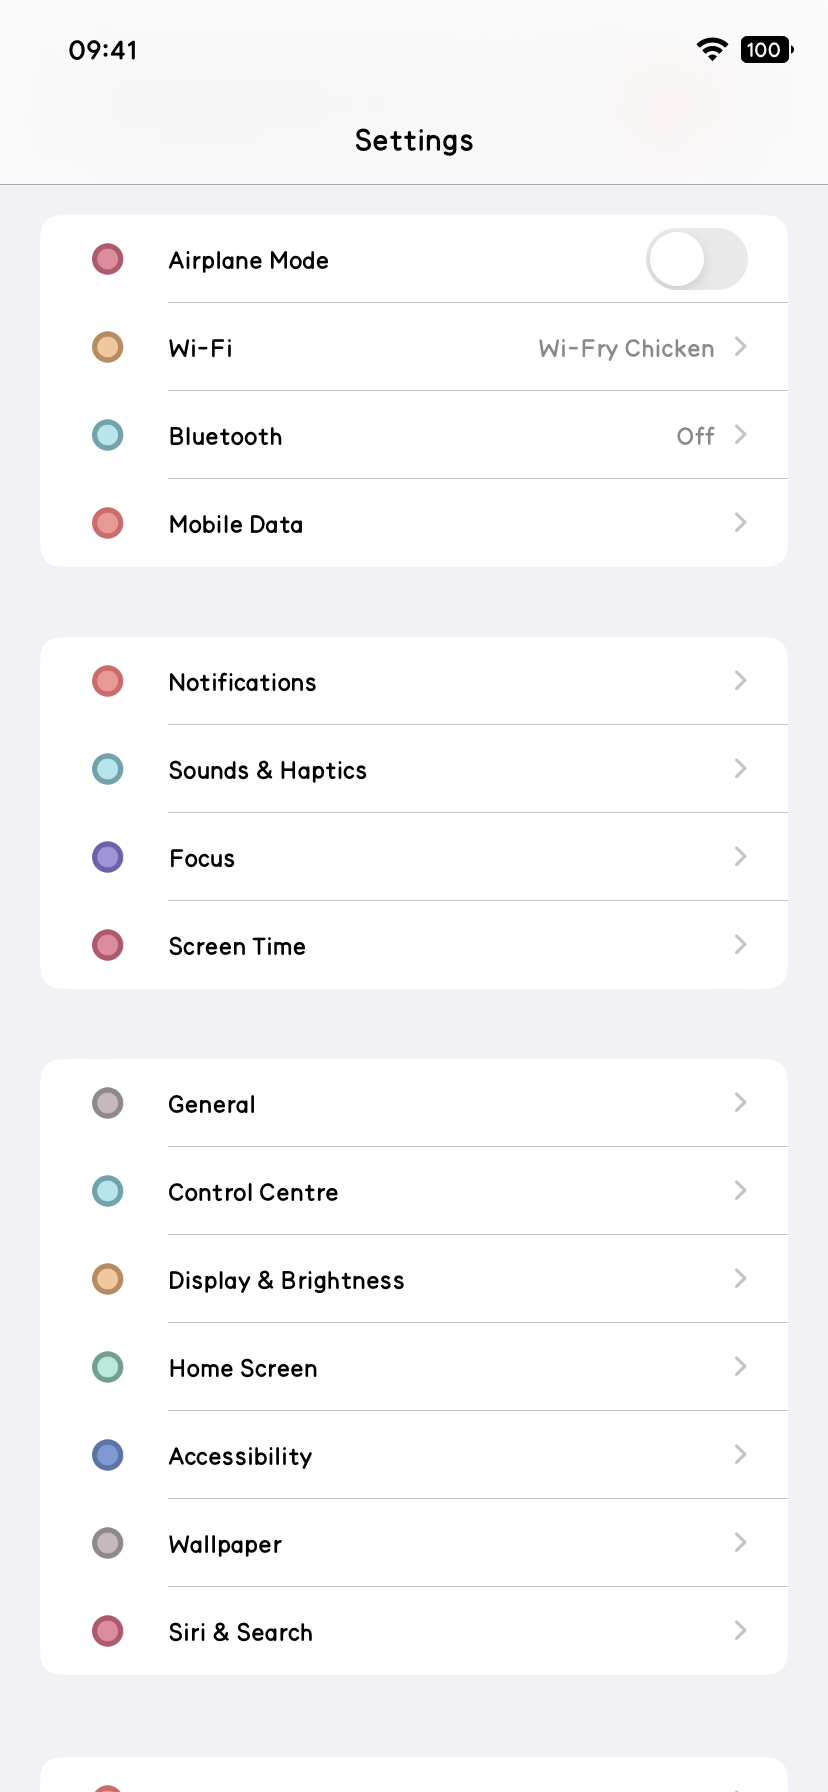 09:41
100
Settings
Airplane Mode
Wi-Fi
Wi-Fry Chicken
Bluetooth
Off
Mobile Data
Notifications
Sounds & Haptics
Focus
Screen Time
General
Control Centre
Display & Brightness
Home Screen
Accessibility
Wallpaper
Siri & Search